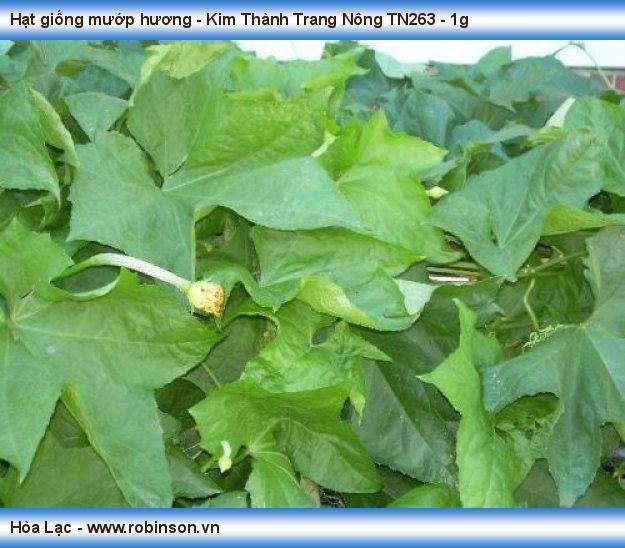 Hạt giống mướp hương - Kim Thành Trang Nông TN263 - 1g
Hòa Lạc - www.robinson.vn